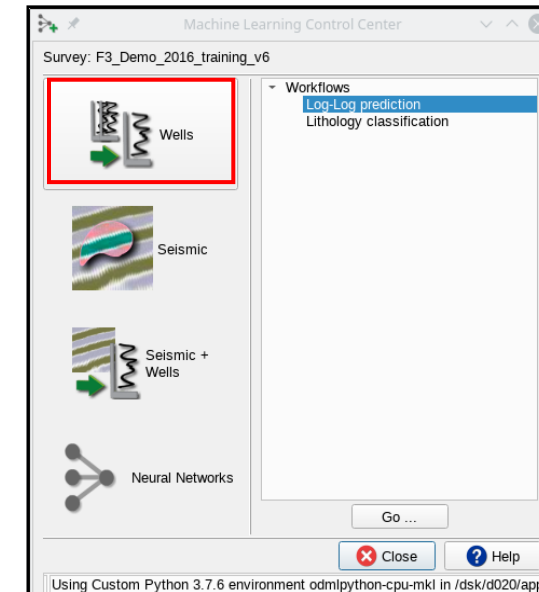 Machine Learning Control Center
Survey: F3_Demo_2016_training_v6
Wells
Workflows
Log-Log prediction
Lithology classification
Seismic
Seismic +
Wells
Neural Networks
Go ...
Close
? Help
Using Custom Python 3.7.6 environment odmlpython-cpu-mkl in /dsk/d020/app